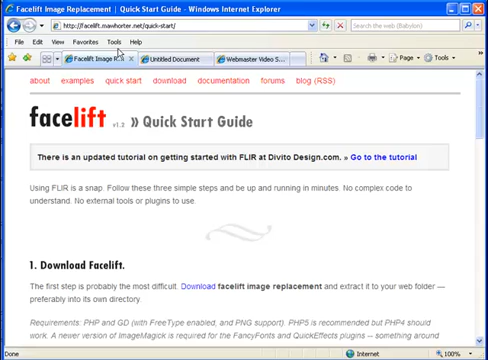 Facelift Image Replacement | Quick Start Guide - Windows Internet Explorer
http://facelift.mawhorter.net/quick-start/
Search the web (Babylon)
File Edit View Favorites Tools Help
Facelift Image R... Untitled Document Webmaster Video S... Page Tools
about examples quick start download documentation forums blog (RSS)
facelift v1.2 » Quick Start Guide
There is an updated tutorial on getting started with FLIR at Divito Design.com. » Go to the tutorial
Using FLIR is a snap. Follow these three simple steps and be up and running in minutes. No complex code to
understand. No external tools or plugins to use.
1. Download Facelift.
The first step is probably the most difficult. Download facelift image replacement and extract it to your web folder —
preferably into its own directory.
Requirements: PHP and GD (with FreeType enabled, and PNG support). PHP5 is recommended but PHP4 should
work. A newer version of ImageMagick is required for the FancyFonts and QuickEffects plugins -- something around
Done Internet 100%